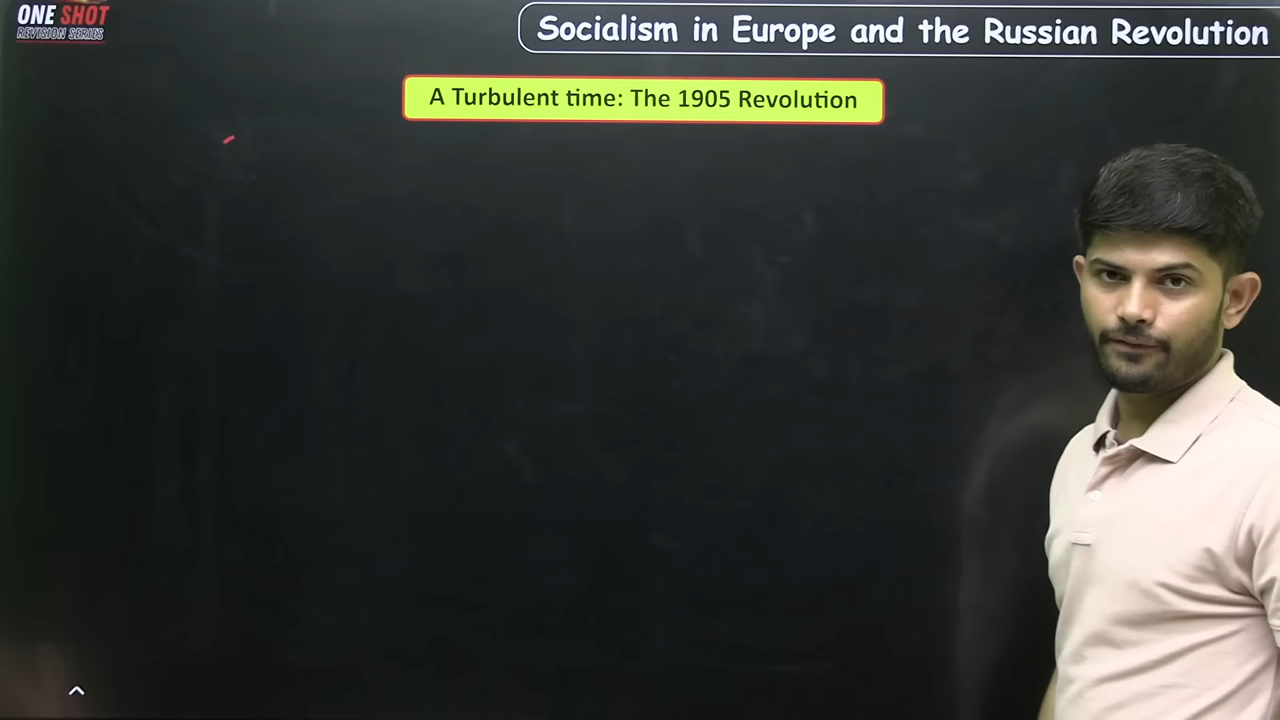 ONE SHOT
REVISION SERIES
Socialism in Europe and the Russian Revolution
A Turbulent time: The 1905 Revolution